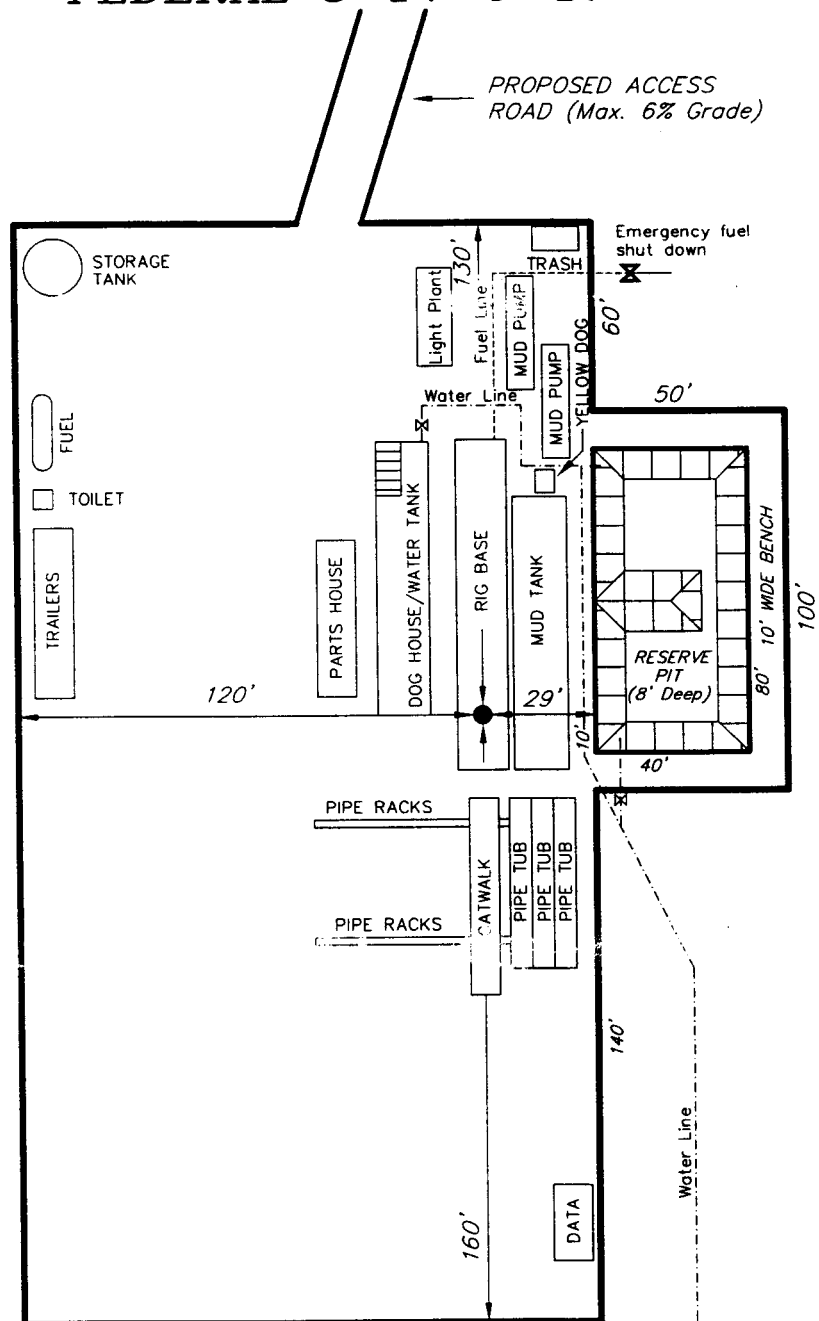 PROPOSED ACCESS
ROAD (Max. 6% Grade)
Emergency fuel
shut down
STORAGE
TANK
130'
TRASH
Light Plant
Fuel Line
MUD PUMP
60'
MUD PUMP
YELLOW DOG
Water Line
50'
FUEL
TOILET
TRAILERS
PARTS HOUSE
DOG HOUSE/WATER TANK
RIG BASE
MUD TANK
RESERVE
PIT
(8' Deep)
80'
10' WIDE BENCH
100'
120'
29'
10'
40'
PIPE RACKS
CATWALK
PIPE TUB
PIPE TUB
PIPE TUB
PIPE RACKS
140'
Water Line
DATA
160'